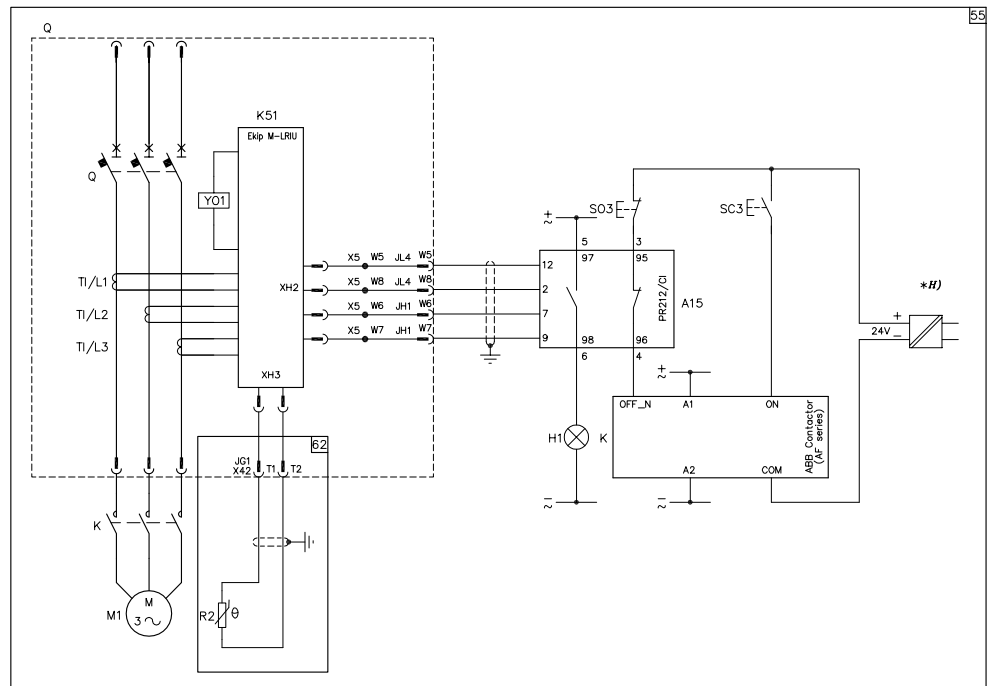 55
Q
K51
Ekip M-LRIU
Q
YO1
SO3
SC3
+
~
5
3
X5 W5 JL4 W5
12
97
95
TI/L1
XH2
X5 W8 JL4 W8
2
PR212/CI
A15
*H)
TI/L2
X5 W6 JH1 W6
7
+
24V
−
TI/L3
X5 W7 JH1 W7
9
98
96
6
4
XH3
+
~
OFF_N
A1
ON
62
H1
K
ABB Contactor
(AF series)
JG1
X42
T1
T2
A2
COM
−
~
−
~
K
M1
M
3~
R2
θ